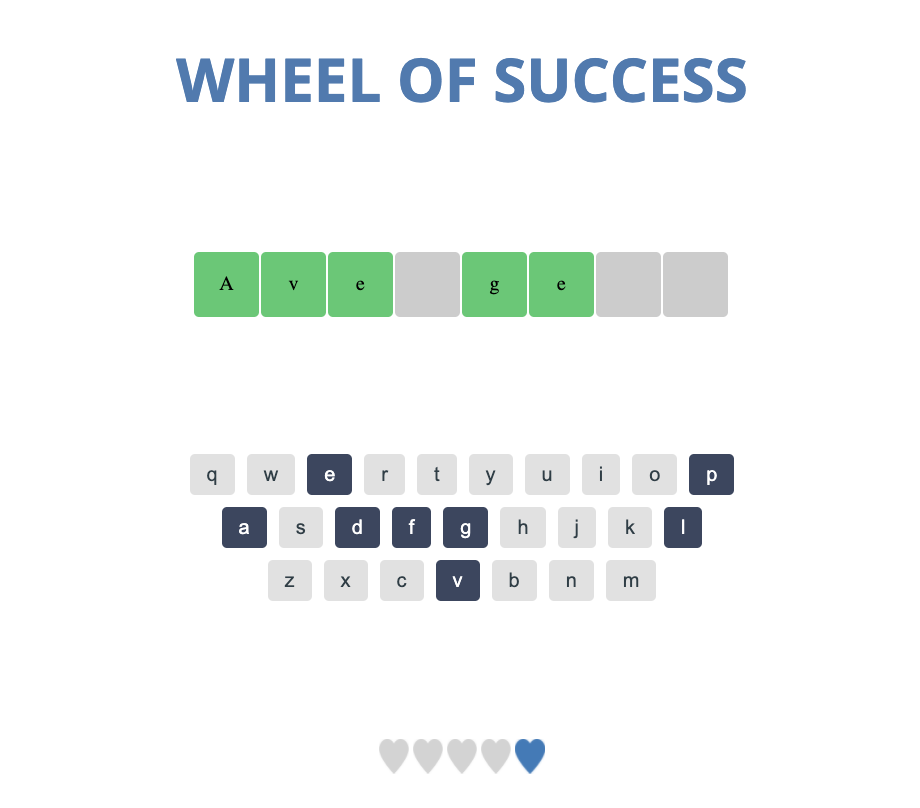 WHEEL OF SUCCESS
A v e g e
q w e r t y u i o p
a s d f g h j k l
z x c v b n m